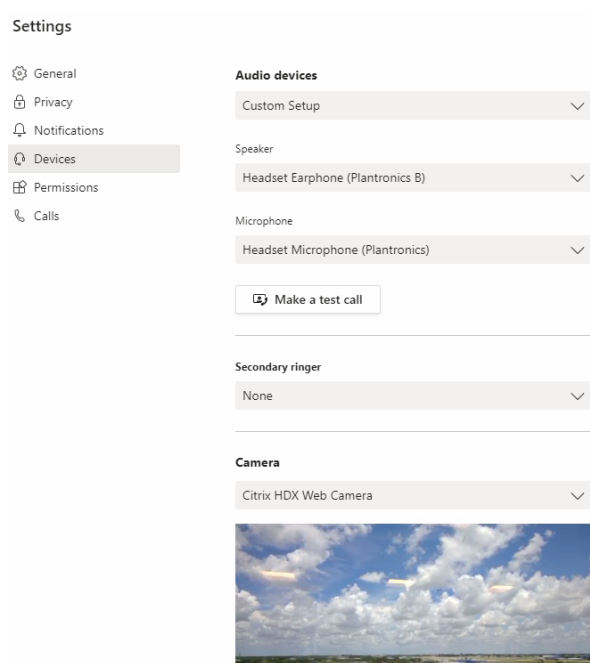 Settings
General
Privacy
Notifications
Devices
Permissions
Calls
Audio devices
Custom Setup
Speaker
Headset Earphone (Plantronics B)
Microphone
Headset Microphone (Plantronics)
Make a test call
Secondary ringer
None
Camera
Citrix HDX Web Camera